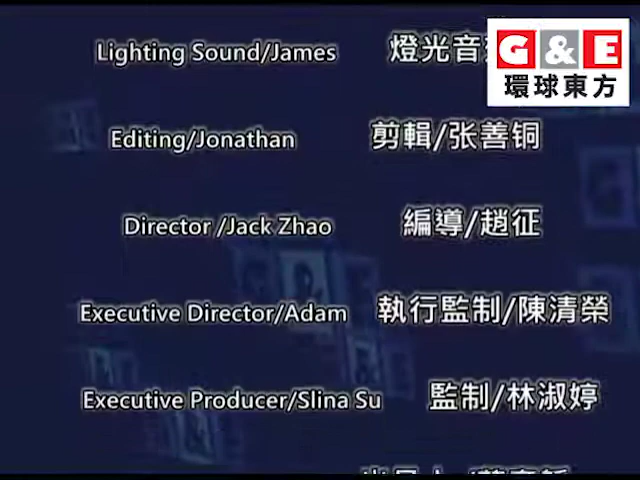 G&E
環球東方
Lighting Sound/James 燈光音
Editing/Jonathan 剪輯/张善铜
Director /Jack Zhao 編導/趙征
Executive Director/Adam 執行監制/陳清榮
Executive Producer/Slina Su 監制/林淑婷